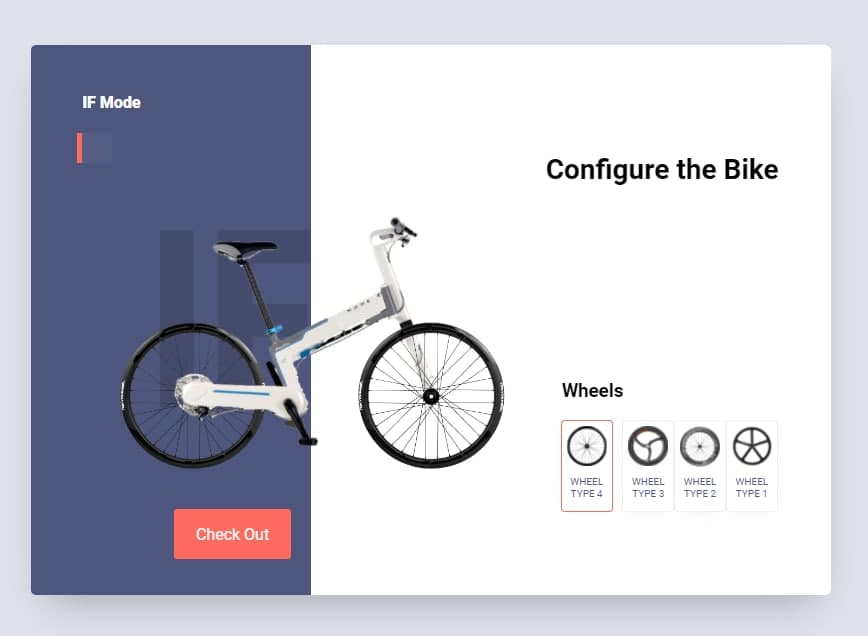 IF Mode
Configure the Bike
IF
Wheels
WHEEL
TYPE 4
WHEEL
TYPE 3
WHEEL
TYPE 2
WHEEL
TYPE 1
Check Out